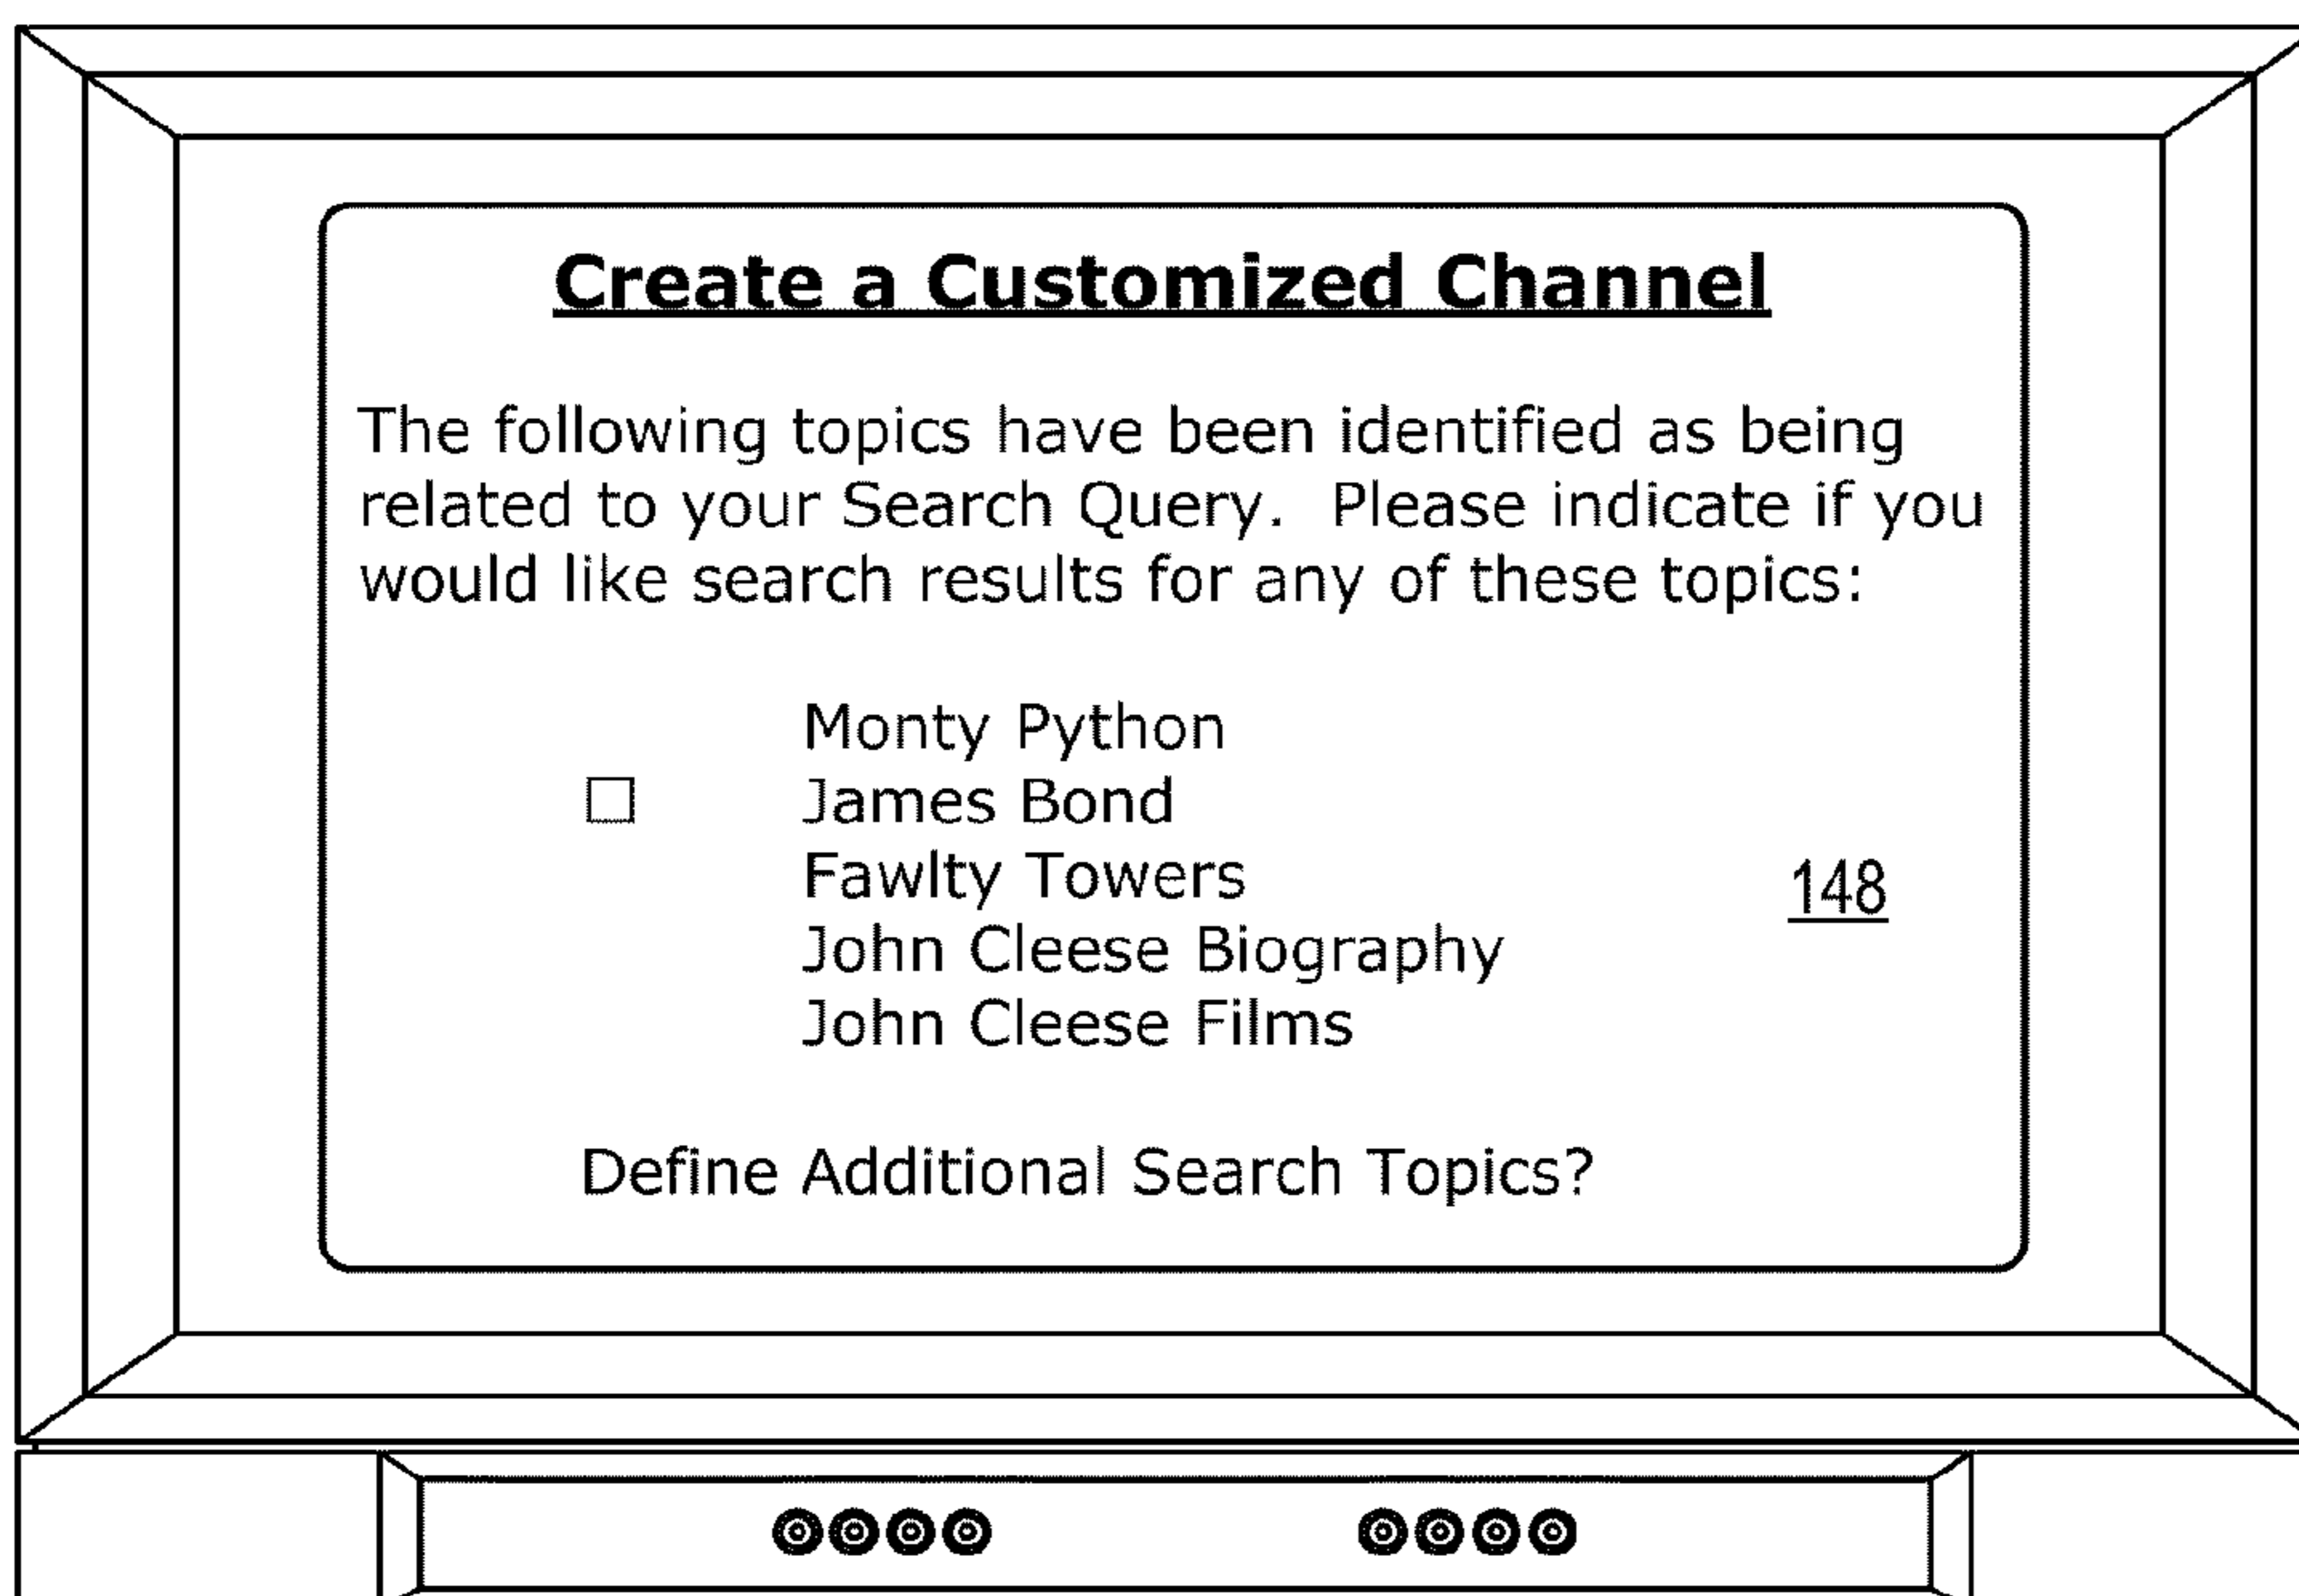 Create a Customized Channel
The following topics have been identified as being
related to your Search Query. Please indicate if you
would like search results for any of these topics:
Monty Python
James Bond
Fawlty Towers
148
John Cleese Biography
John Cleese Films
Define Additional Search Topics?